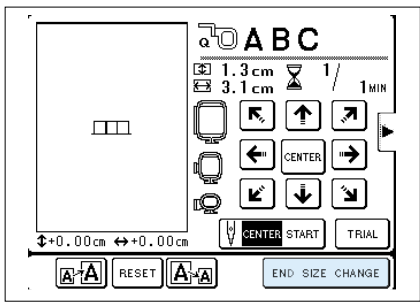 Q ABC
1.3cm 1/
3.1cm 1MIN
CENTER
+0.00cm +0.00cm
CENTER START TRIAL
A A RESET A A END SIZE CHANGE